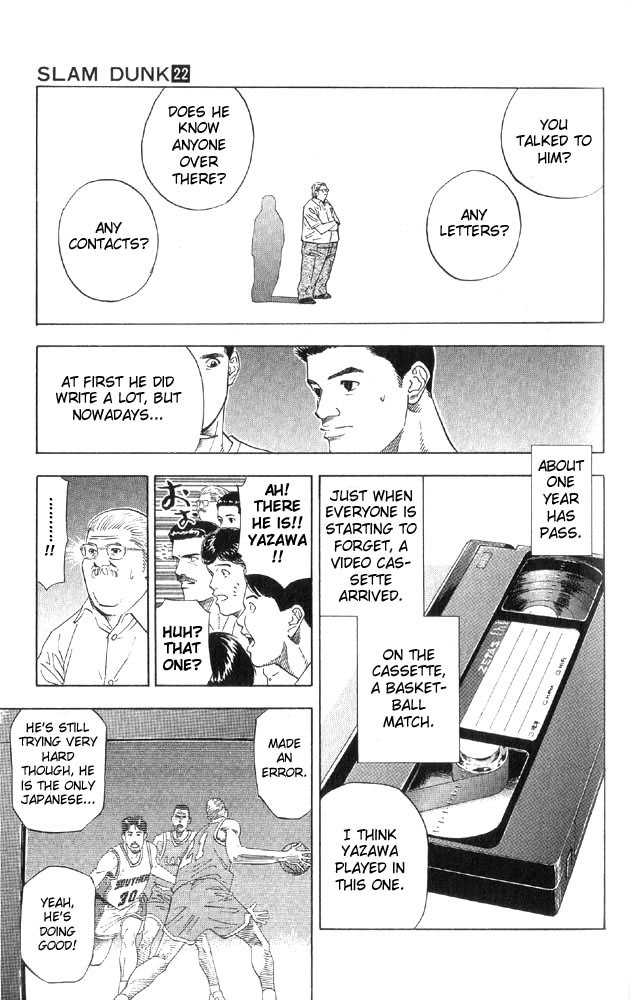 SLAM DUNK 22
YOU
TALKED TO
HIM?
ANY
LETTERS?
DOES HE
KNOW
ANYONE
OVER
THERE?
ANY
CONTACTS?
AT FIRST HE DID
WRITE A LOT, BUT
NOWADAYS...
ABOUT
ONE
YEAR
HAS
PASS.
JUST WHEN
EVERYONE IS
STARTING TO
FORGET, A
VIDEO CAS-
SETTE
ARRIVED.
ON THE
CASSETTE,
A BASKET-
BALL
MATCH.
I THINK
YAZAWA
PLAYED IN
THIS ONE.
AH!
THERE
HE IS!!
YAZAWA
!!
おお
HUH?
THAT
ONE?
.........
!!
MADE
AN
ERROR.
HE'S STILL
TRYING VERY
HARD
THOUGH, HE
IS THE ONLY
JAPANESE...
SOUTHER
30
YEAH,
HE'S
DOING
GOOD!